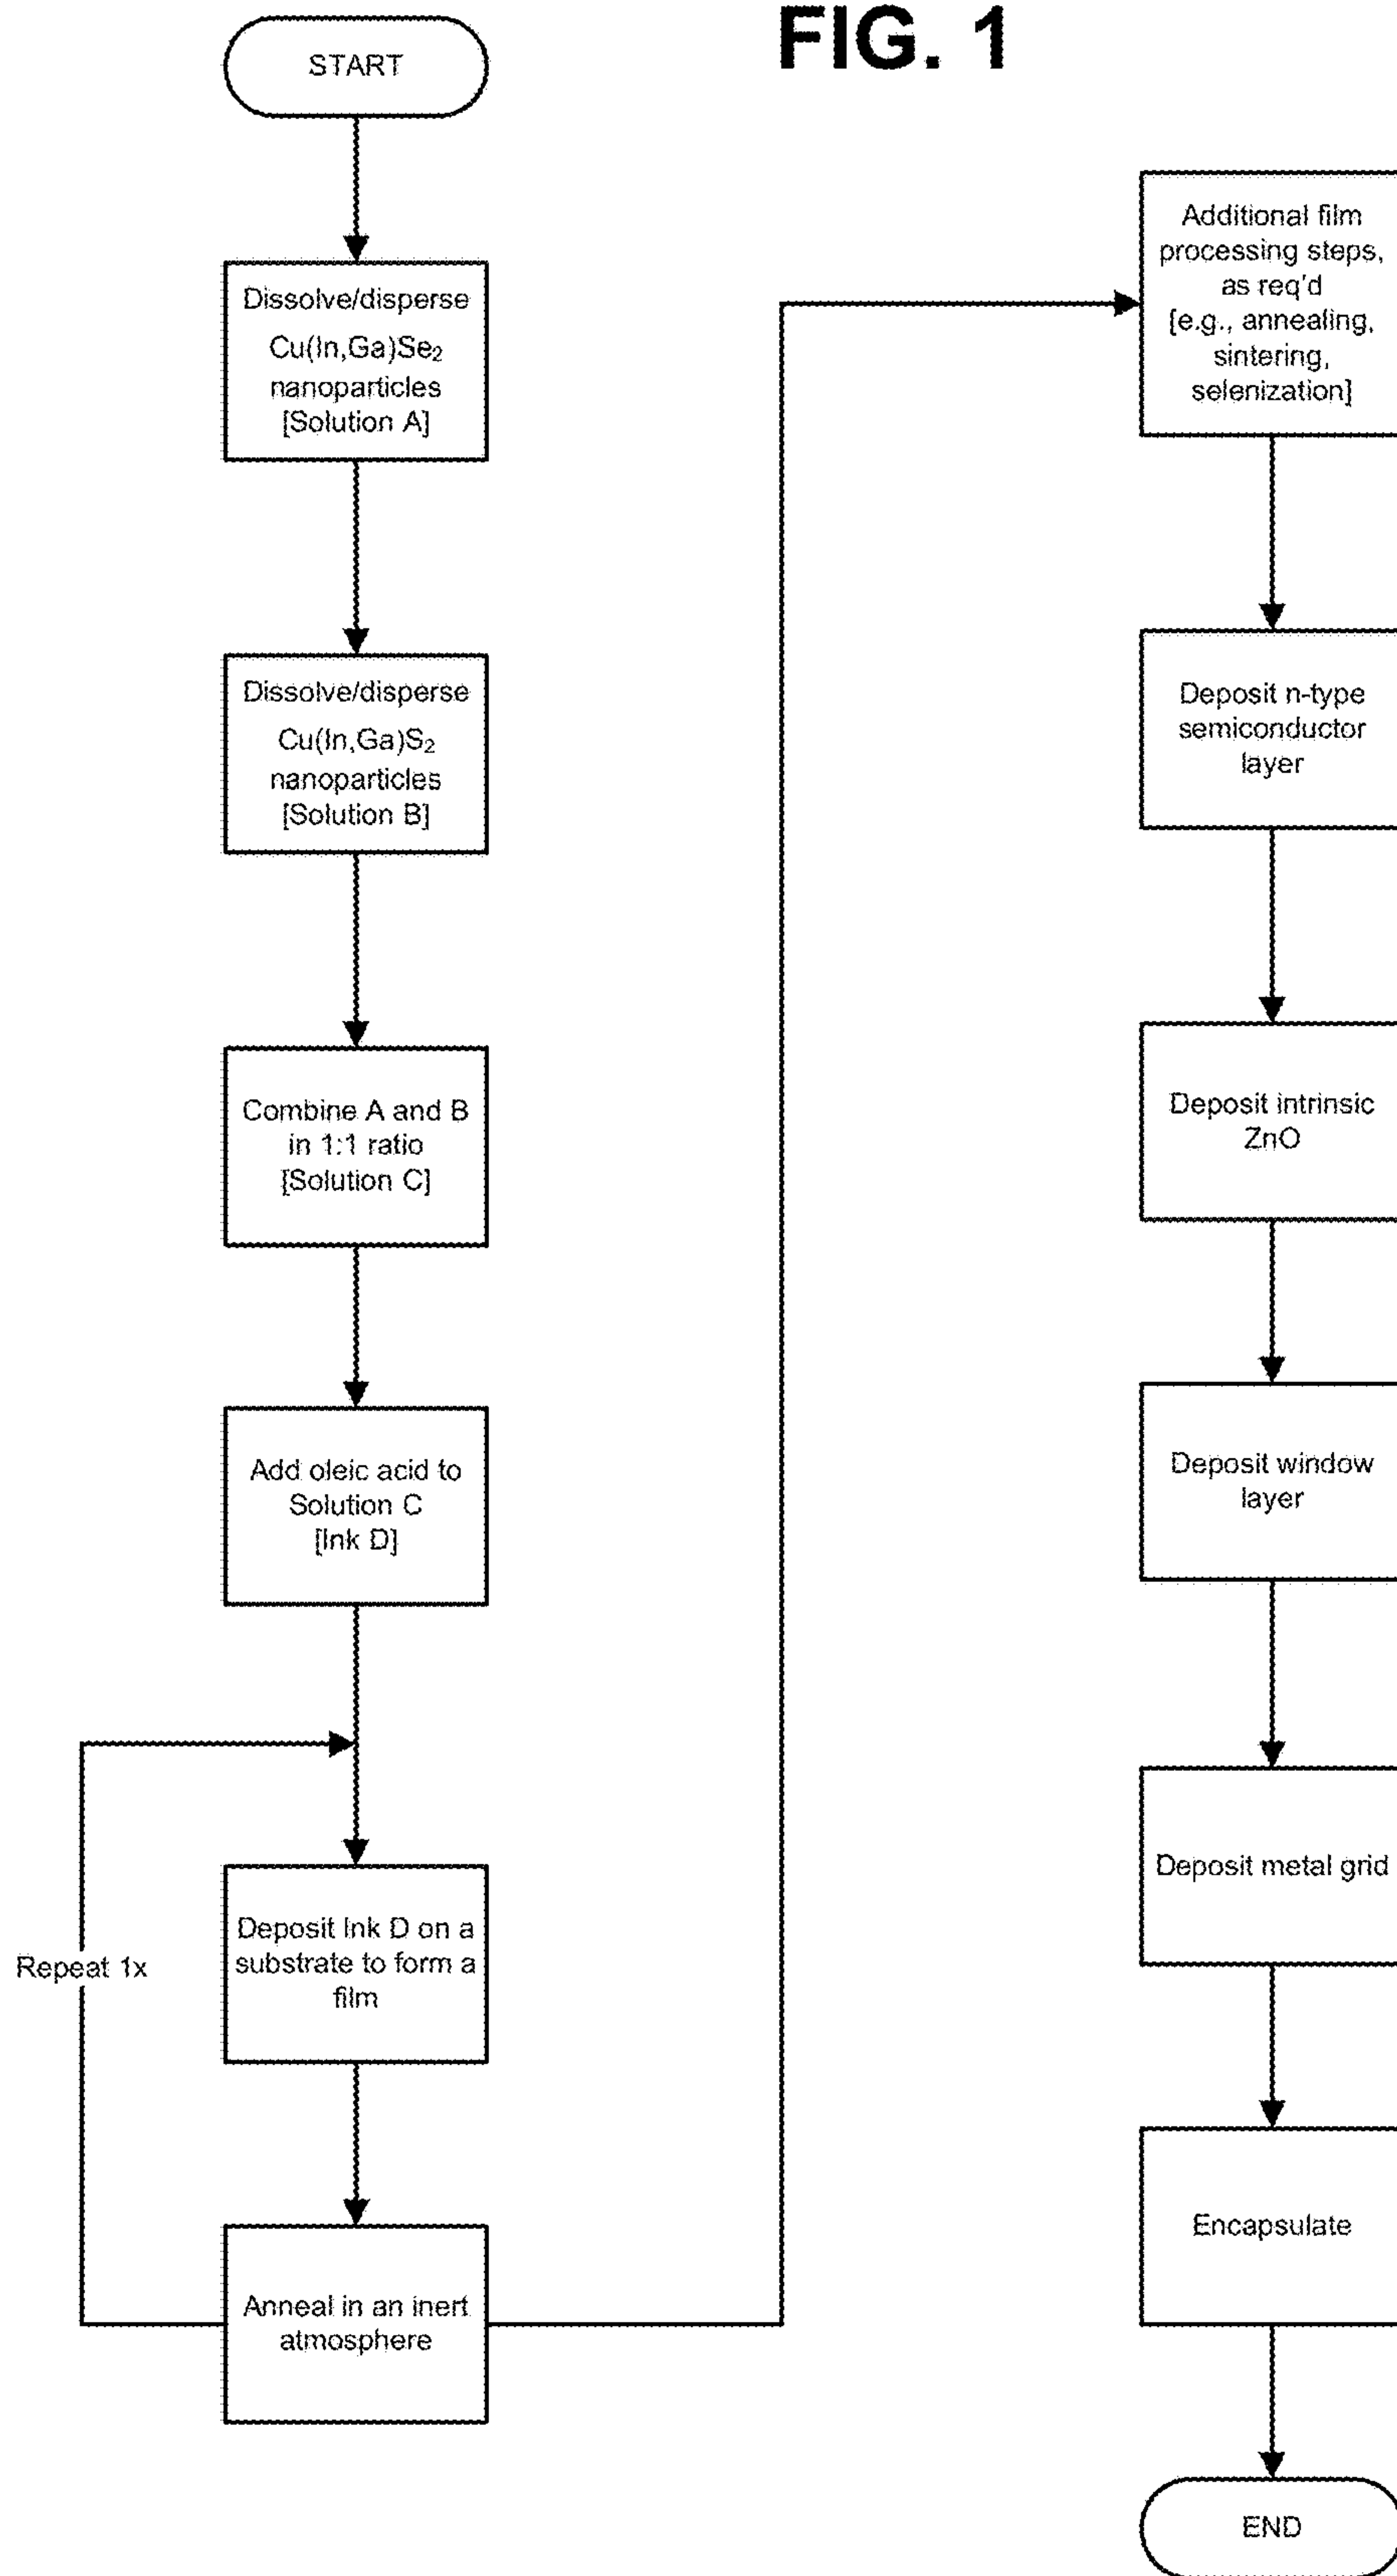 FIG. 1
START
Dissolve/disperse
Cu(In,Ga)Se₂
nanoparticles
[Solution A]
Dissolve/disperse
Cu(In,Ga)S₂
nanoparticles
[Solution B]
Combine A and B
in 1:1 ratio
[Solution C]
Add oleic acid to
Solution C
[Ink D]
Repeat 1x
Deposit Ink D on a
substrate to form a
film
Anneal in an inert
atmosphere
Additional film
processing steps,
as req'd
[e.g., annealing,
sintering,
selenization]
Deposit n-type
semiconductor
layer
Deposit intrinsic
ZnO
Deposit window
layer
Deposit metal grid
Encapsulate
END